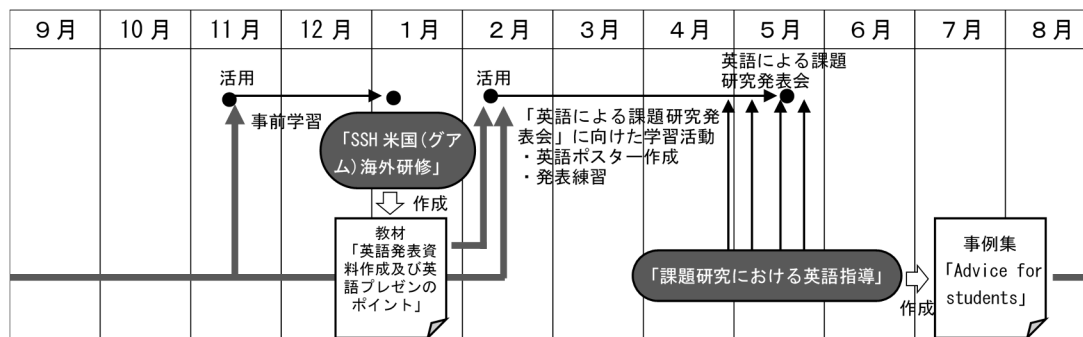 ９月 10月 11月 12月 １月 ２月 ３月 ４月 ５月 ６月 ７月 ８月
活用
事前学習
「SSH 米国(グア
ム)海外研修」
作成
教材
「英語発表資
料作成及び英
語プレゼンの
ポイント」
活用
「英語による課題研究発
表会」に向けた学習活動
・英語ポスター作成
・発表練習
英語による課題
研究発表会
「課題研究における英語指導」
作成
事例集
「Advice for
students」